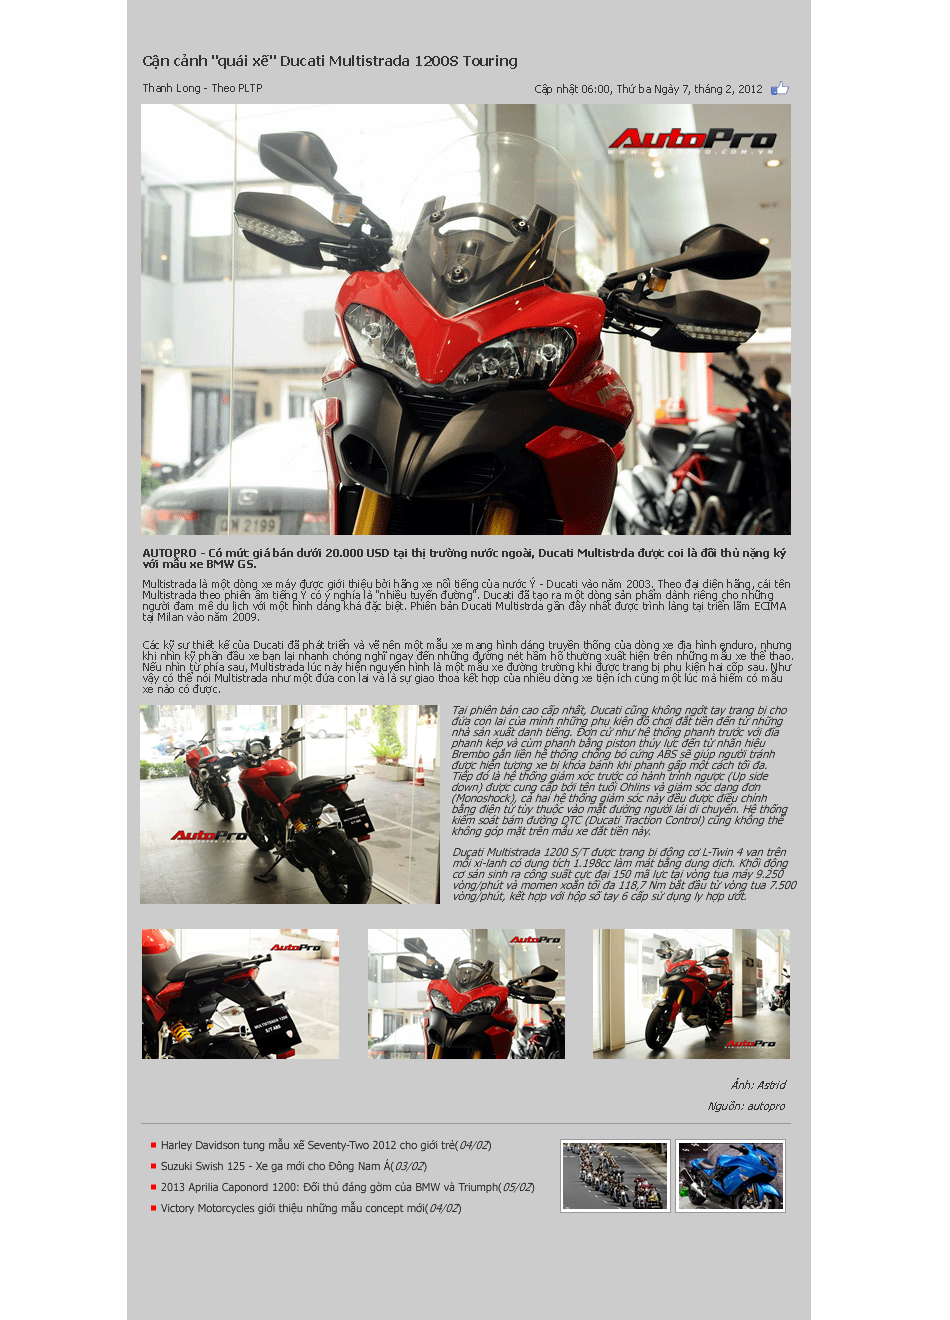 Cận cảnh "quái xế" Ducati Multistrada 1200S Touring
Thanh Long - Theo PLTP
Cập nhật 06:00, Thứ ba Ngày 7, tháng 2, 2012
AutoPro
WWW.AUTOPRO.COM.VN
2199
AUTOPRO - Có mức giá bán dưới 20.000 USD tại thị trường nước ngoài, Ducati Multistrda được coi là đối thủ nặng ký
với mẫu xe BMW GS.
Multistrada là một dòng xe máy được giới thiệu bởi hãng xe nổi tiếng của nước Ý - Ducati vào năm 2003. Theo đại diện hãng, cái tên
Multistrada theo phiên âm tiếng Ý có ý nghĩa là "nhiều tuyến đường". Ducati đã tạo ra một dòng sản phẩm dành riêng cho những
người đam mê du lịch với một hình dáng khá đặc biệt. Phiên bản Ducati Multistrda gần đây nhất được trình làng tại triển lãm ECIMA
tại Milan vào năm 2009.
Các kỹ sư thiết kế của Ducati đã phát triển và vẽ nên một mẫu xe mang hình dáng truyền thống của dòng xe địa hình enduro, nhưng
khi nhìn kỹ phần đầu xe bạn lại nhanh chóng nghĩ ngay đến những đường nét hầm hố thường xuất hiện trên những mẫu xe thể thao.
Nếu nhìn từ phía sau, Multistrada lúc này hiện nguyên hình là một mẫu xe đường trường khi được trang bị phụ kiện hai cốp sau. Như
vậy có thể nói Multistrada như một đứa con lai và là sự giao thoa kết hợp của nhiều dòng xe tiện ích cùng một lúc mà hiếm có mẫu
xe nào có được.
Tại phiên bản cao cấp nhất, Ducati cũng không ngớt tay trang bị cho
đứa con lai của mình những phụ kiện đồ chơi đắt tiền đến từ những
nhà sản xuất danh tiếng. Đơn cử như hệ thống phanh trước với đĩa
phanh kép và cùm phanh bằng piston thủy lực đến từ nhãn hiệu
Brembo gắn liền hệ thống chống bó cứng ABS sẽ giúp người tránh
được hiện tượng xe bị khóa bánh khi phanh gấp một cách tối đa.
Tiếp đó là hệ thống giảm xóc trước có hành trình ngược (Up side
down) được cung cấp bởi tên tuổi Ohlins và giảm sóc dạng đơn
(Monoshock), cả hai hệ thống giảm sóc này đều được điều chỉnh
bằng điện tử tùy thuộc vào mặt đường người lái di chuyển. Hệ thống
kiểm soát bám đường DTC (Ducati Traction Control) cũng không thể
không góp mặt trên mẫu xe đắt tiền này.
Ducati Multistrada 1200 S/T được trang bị động cơ L-Twin 4 van trên
mỗi xi-lanh có dung tích 1.198cc làm mát bằng dung dịch. Khối động
cơ sản sinh ra công suất cực đại 150 mã lực tại vòng tua máy 9.250
vòng/phút và momen xoắn tối đa 118,7 Nm bắt đầu từ vòng tua 7.500
vòng/phút, kết hợp với hộp số tay 6 cấp sử dụng ly hợp ướt.
AutoPro
AutoPro
MULTISTRADA 1200
S/T ABS
AutoPro
AutoPro
Ảnh: Astrid
Nguồn: autopro
Harley Davidson tung mẫu xế Seventy-Two 2012 cho giới trẻ(04/02)
Suzuki Swish 125 - Xe ga mới cho Đông Nam Á(03/02)
2013 Aprilia Caponord 1200: Đối thủ đáng gờm của BMW và Triumph(05/02)
Victory Motorcycles giới thiệu những mẫu concept mới(04/02)